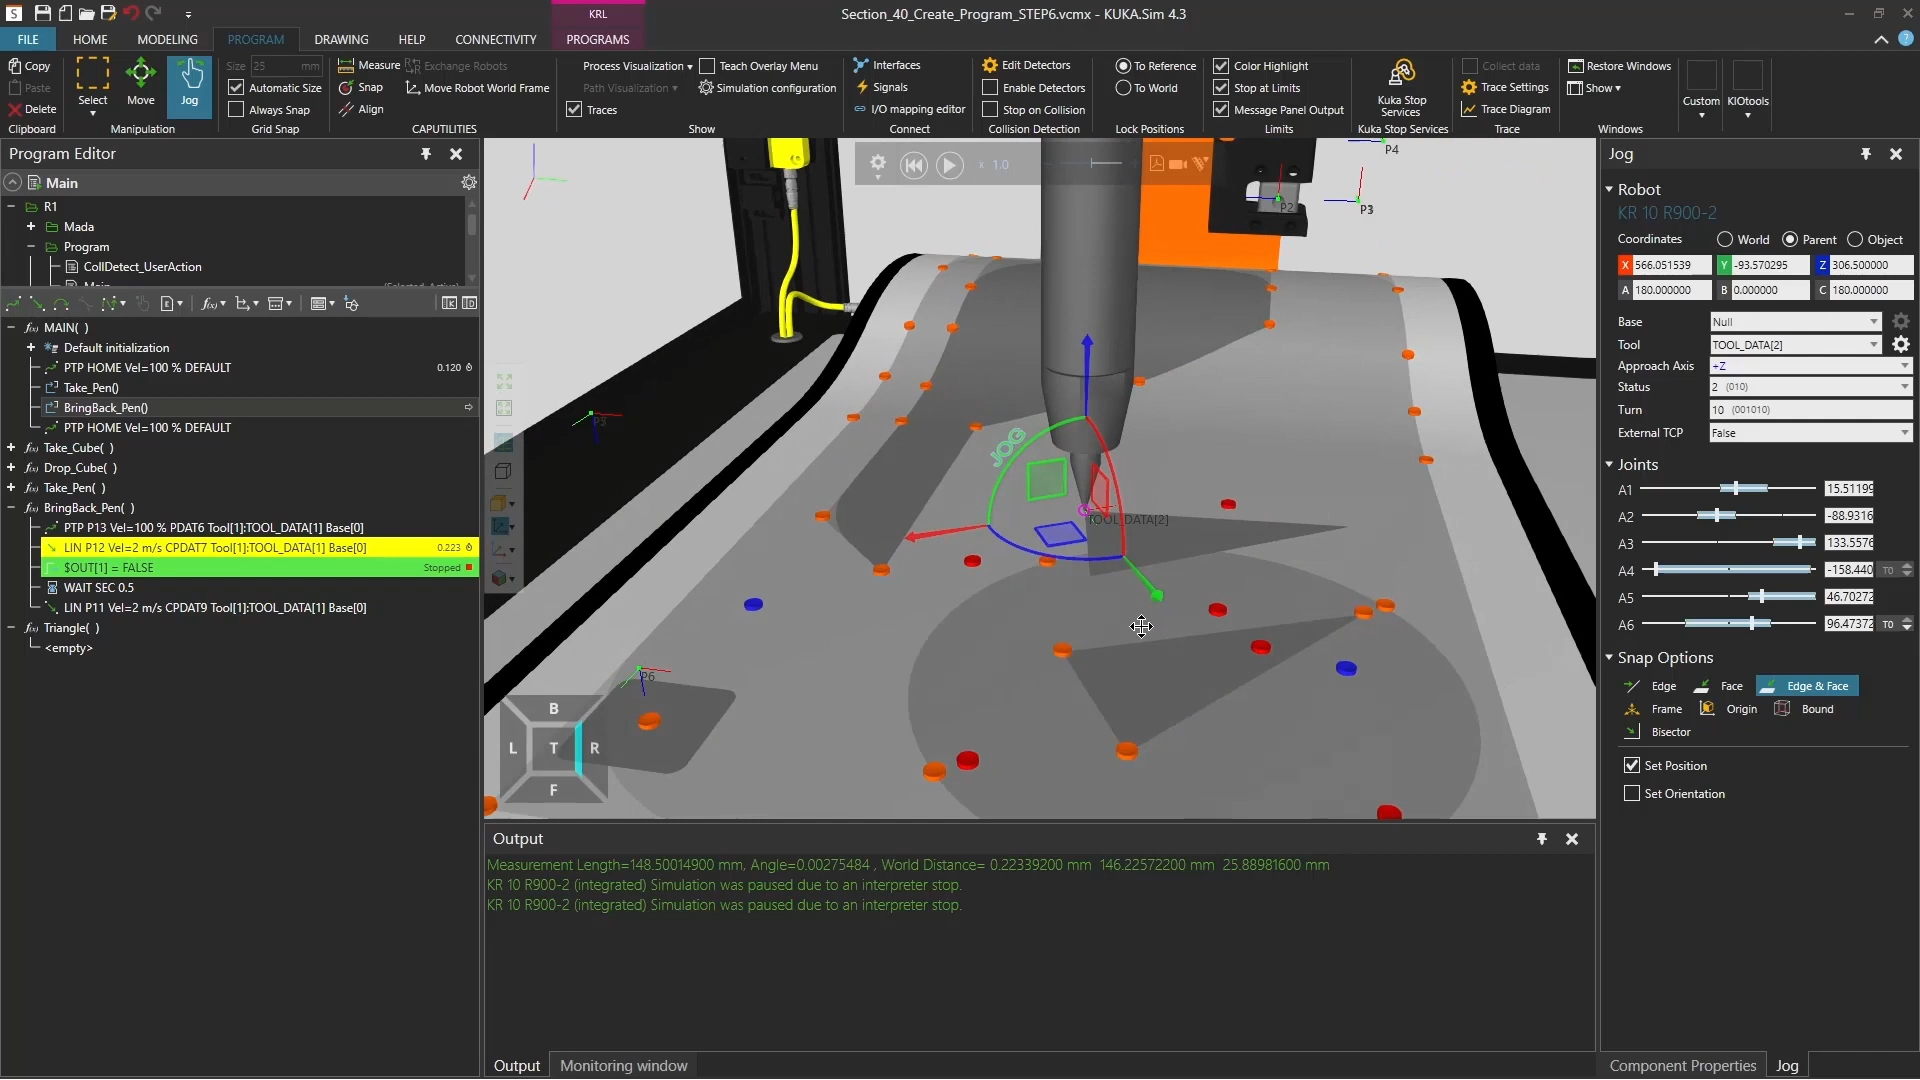 KRL
Section_40_Create_Program_STEP6.vcmx - KUKA.Sim 4.3
FILE HOME MODELING PROGRAM DRAWING HELP CONNECTIVITY PROGRAMS
Copy
Paste
Delete
Clipboard
Select
Move
Jog
Manipulation
Size 25 mm
Automatic Size
Always Snap
Grid Snap
Measure
Snap
Align
Exchange Robots
Move Robot World Frame
CAPUTILITIES
Process Visualization
Path Visualization
Traces
Teach Overlay Menu
Simulation configuration
Show
Interfaces
Signals
I/O mapping editor
Connect
Edit Detectors
Enable Detectors
Stop on Collision
Collision Detection
To Reference
To World
Lock Positions
Color Highlight
Stop at Limits
Message Panel Output
Limits
Kuka Stop
Services
Kuka Stop Services
Collect data
Trace Settings
Trace Diagram
Trace
Restore Windows
Show
Windows
Custom
KIOtools
Program Editor
Main
R1
Mada
Program
CollDetect_UserAction
MAIN( )
Default initialization
PTP HOME Vel=100 % DEFAULT 0.120
Take_Pen()
BringBack_Pen()
PTP HOME Vel=100 % DEFAULT
Take_Cube( )
Drop_Cube( )
Take_Pen( )
BringBack_Pen( )
PTP P13 Vel=100 % PDAT6 Tool[1]:TOOL_DATA[1] Base[0]
LIN P12 Vel=2 m/s CPDAT7 Tool[1]:TOOL_DATA[1] Base[0] 0.223
$OUT[1] = FALSE Stopped
WAIT SEC 0.5
LIN P11 Vel=2 m/s CPDAT9 Tool[1]:TOOL_DATA[1] Base[0]
Triangle( )
<empty>
x 1.0
P4
P2
P3
P5
JOG
TOOL_DATA[2]
P6
B
L T R
F
Output
Measurement Length=148.50014900 mm, Angle=0.00275484 , World Distance= 0.22339200 mm 146.22572200 mm 25.88981600 mm
KR 10 R900-2 (integrated) Simulation was paused due to an interpreter stop.
KR 10 R900-2 (integrated) Simulation was paused due to an interpreter stop.
Output Monitoring window
Jog
Robot
KR 10 R900-2
Coordinates World Parent Object
X 566.051539 Y -93.570295 Z 306.500000
A 180.000000 B 0.000000 C 180.000000
Base Null
Tool TOOL_DATA[2]
Approach Axis +Z
Status 2 (010)
Turn 10 (001010)
External TCP False
Joints
A1 15.51199
A2 -88.9316
A3 133.5576
A4 -158.440 T0
A5 46.70272
A6 96.47372 T0
Snap Options
Edge Face Edge & Face
Frame Origin Bound
Bisector
Set Position
Set Orientation
Component Properties Jog